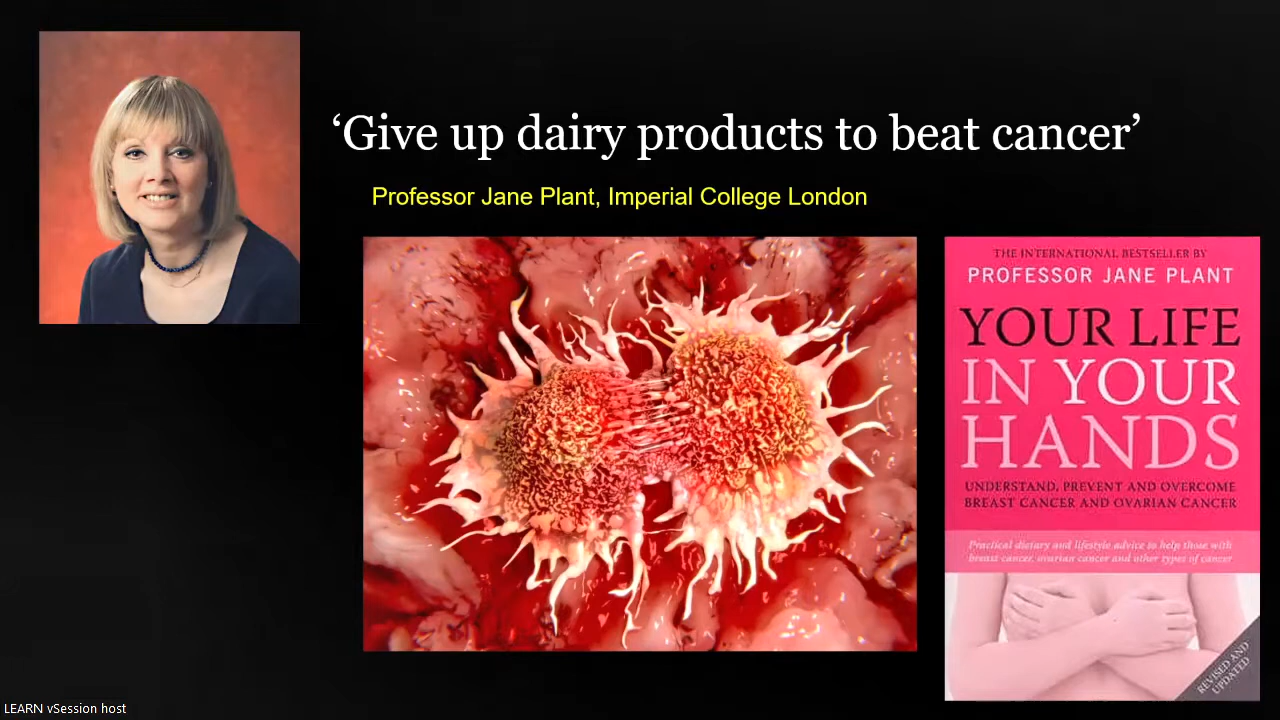 ‘Give up dairy products to beat cancer’
Professor Jane Plant, Imperial College London
THE INTERNATIONAL BESTSELLER BY
PROFESSOR JANE PLANT
YOUR LIFE
IN YOUR
HANDS
UNDERSTAND, PREVENT AND OVERCOME
BREAST CANCER AND OVARIAN CANCER
Practical dietary and lifestyle advice to help those with
breast cancer, ovarian cancer and other types of cancer
REVISED AND
UPDATED
LEARN vSession host